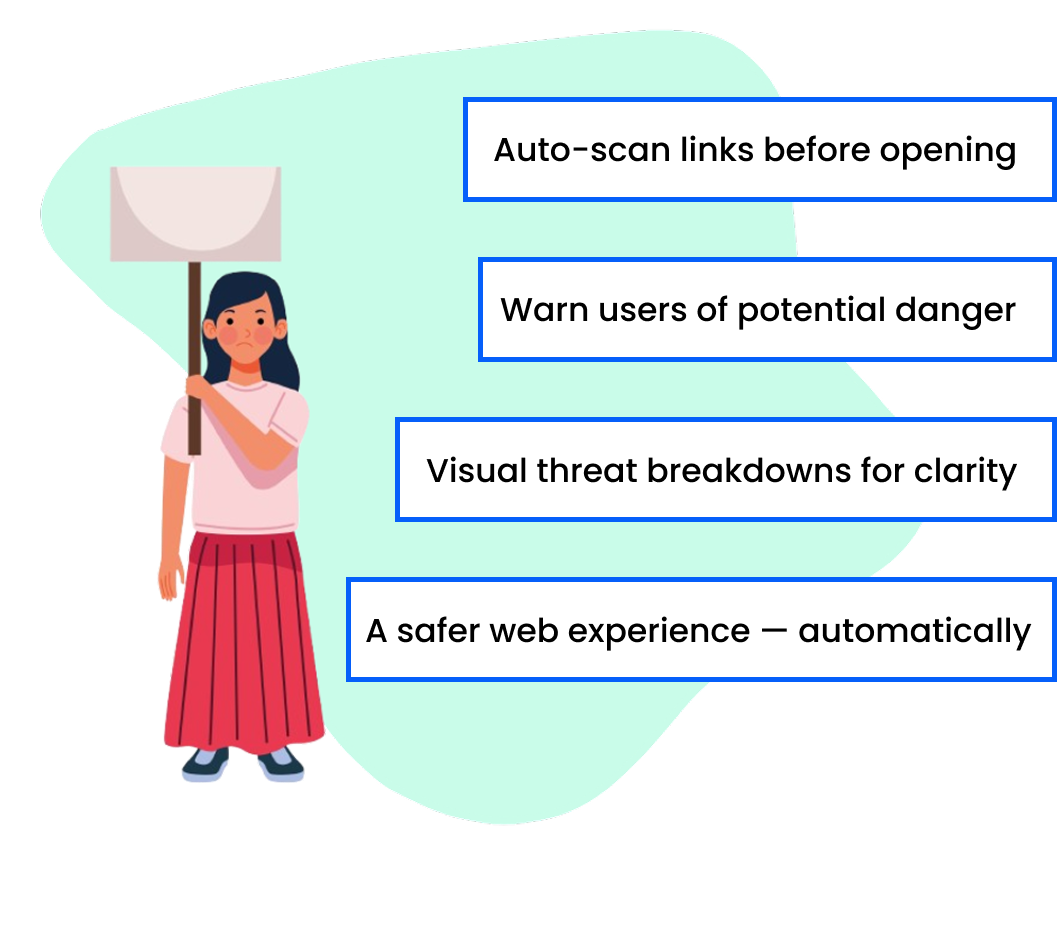 Auto-scan links before opening
Warn users of potential danger
Visual threat breakdowns for clarity
A safer web experience — automatically